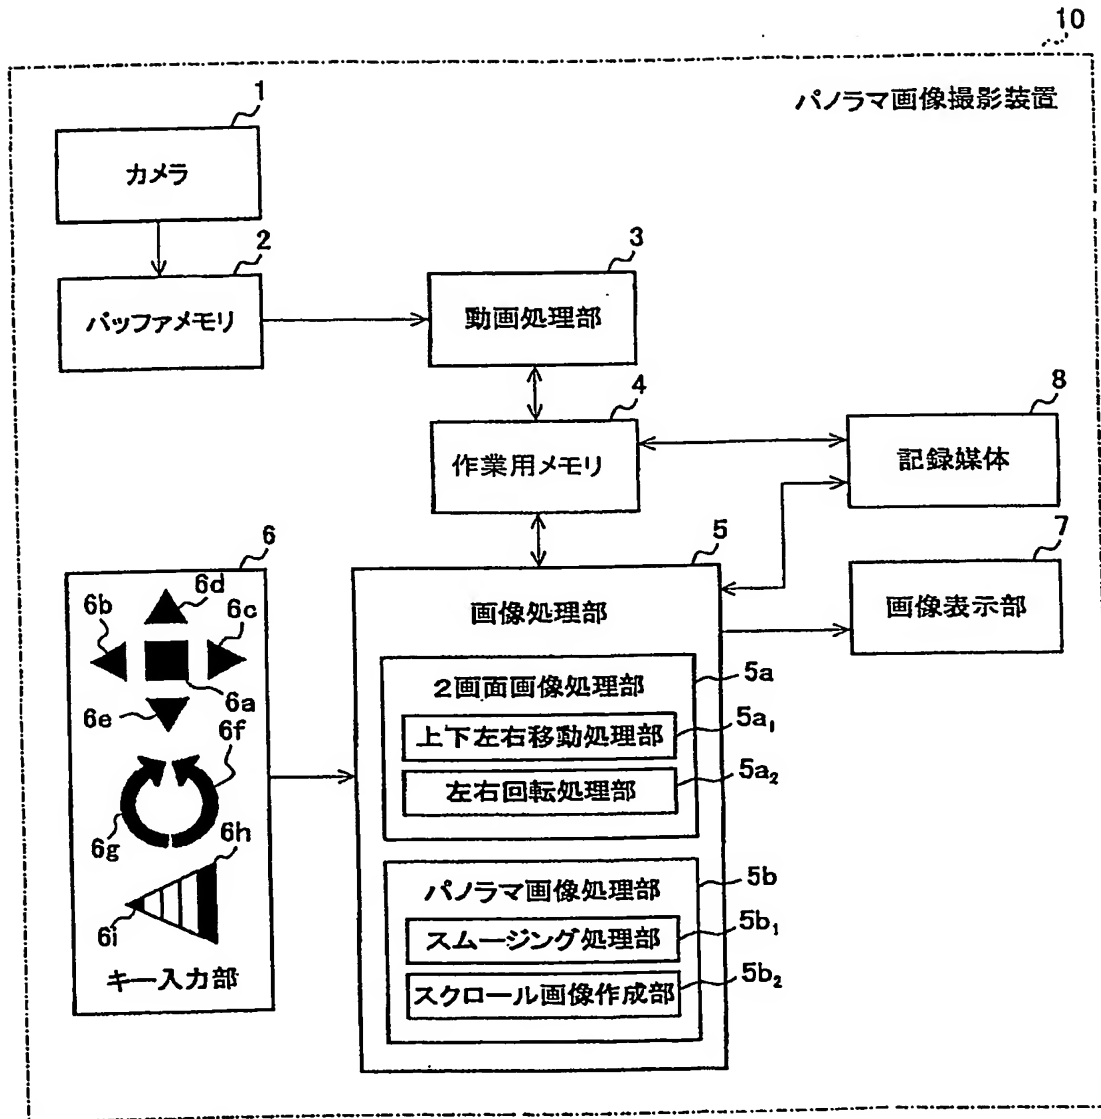 10
パノラマ画像撮影装置
1
カメラ
2
バッファメモリ
3
動画処理部
4
作業用メモリ
8
記録媒体
7
画像表示部
6
6d
6b
6c
6a
6e
6f
6g
6h
6i
キー入力部
5
画像処理部
2画面画像処理部
5a
上下左右移動処理部
5a₁
左右回転処理部
5a₂
パノラマ画像処理部
5b
スムージング処理部
5b₁
スクロール画像作成部
5b₂